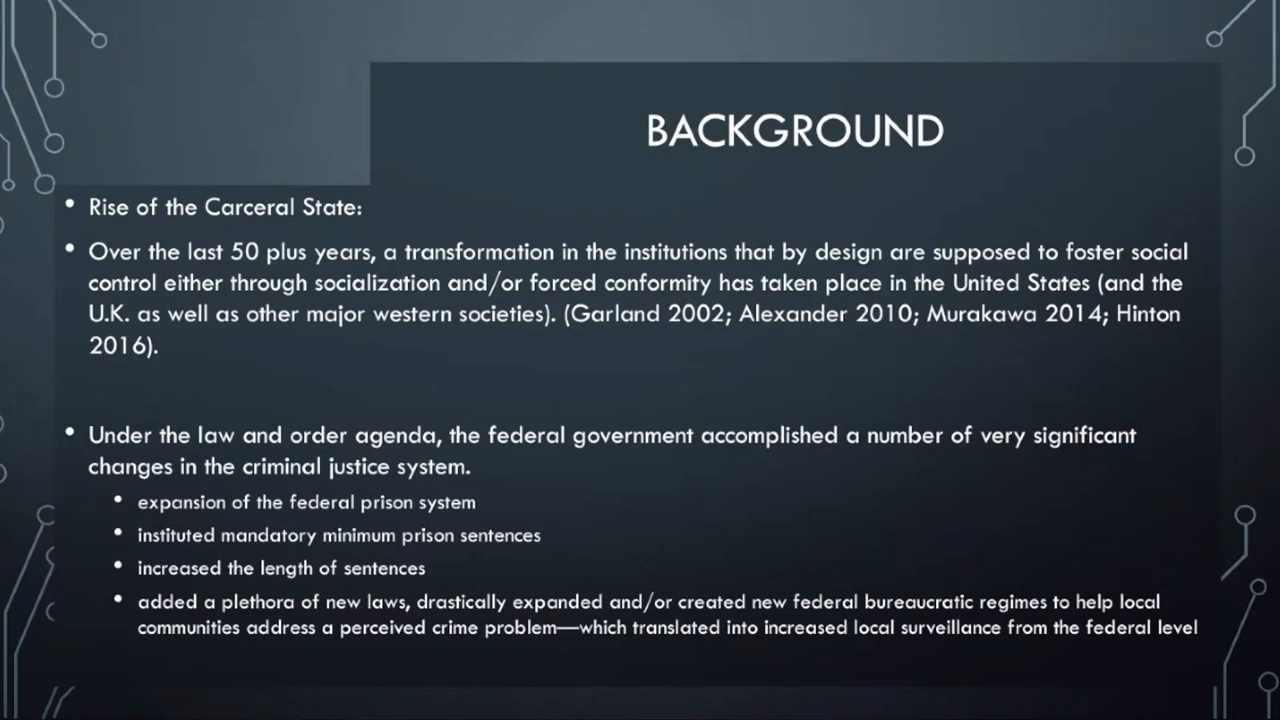 BACKGROUND
• Rise of the Carceral State:
• Over the last 50 plus years, a transformation in the institutions that by design are supposed to foster social
control either through socialization and/or forced conformity has taken place in the United States (and the
U.K. as well as other major western societies). (Garland 2002; Alexander 2010; Murakawa 2014; Hinton
2016).
• Under the law and order agenda, the federal government accomplished a number of very significant
changes in the criminal justice system.
• expansion of the federal prison system
• instituted mandatory minimum prison sentences
• increased the length of sentences
• added a plethora of new laws, drastically expanded and/or created new federal bureaucratic regimes to help local
communities address a perceived crime problem—which translated into increased local surveillance from the federal level